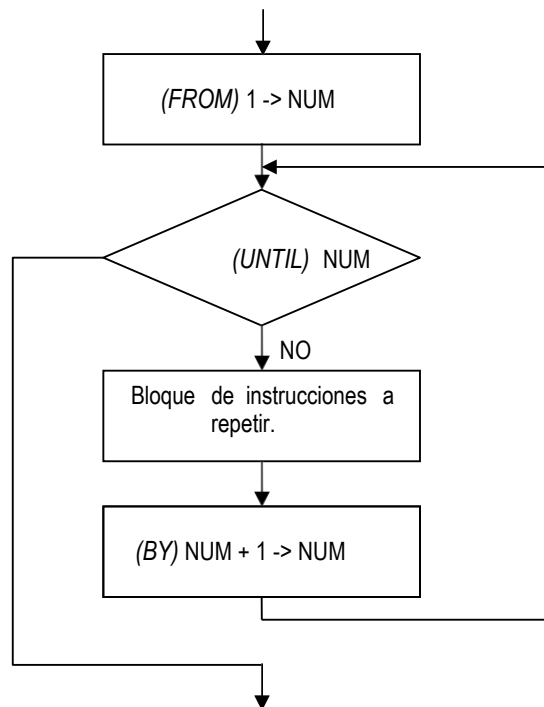 (FROM) 1 -> NUM
(UNTIL) NUM
NO
Bloque de instrucciones a
repetir.
(BY) NUM + 1 -> NUM